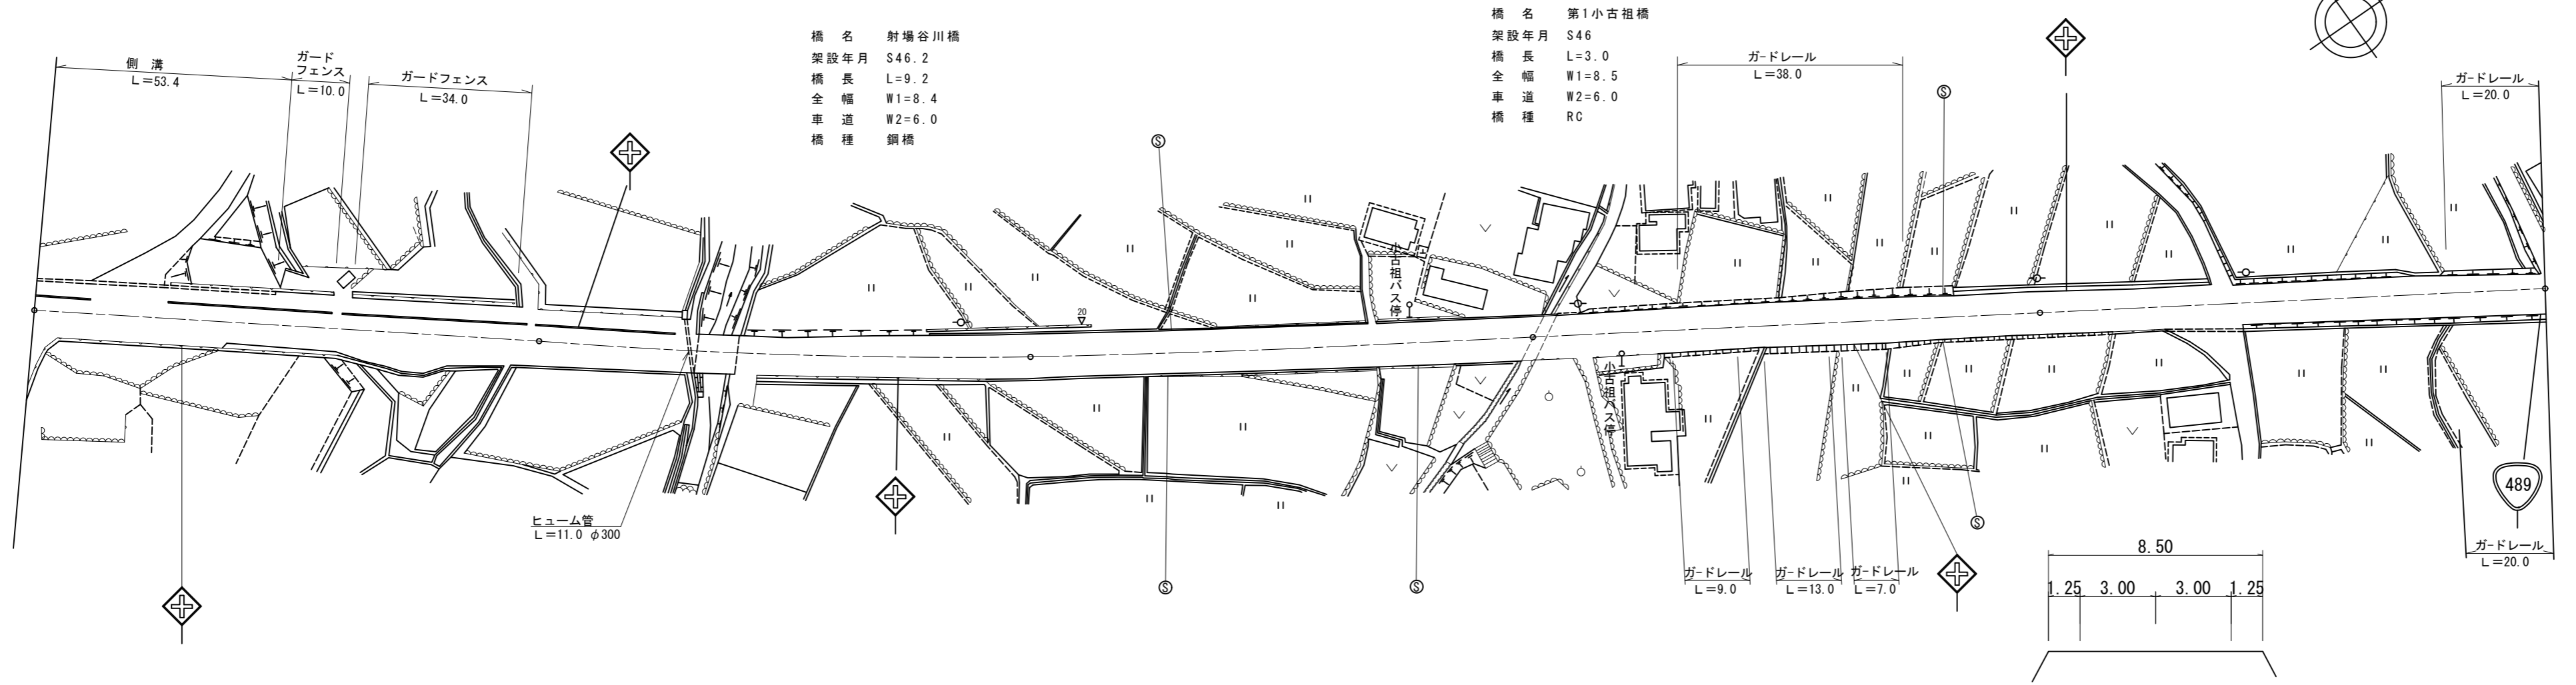 側　溝
L=53.4
ガード
フェンス
L=10.0
ガードフェンス
L=34.0
橋　名　射場谷川橋
架設年月　S46.2
橋　長　L=9.2
全　幅　W1=8.4
車　道　W2=6.0
橋　種　鋼橋
橋　名　第1小古祖橋
架設年月　S46
橋　長　L=3.0
全　幅　W1=8.5
車　道　W2=6.0
橋　種　RC
ガードレール
L=38.0
ガードレール
L=20.0
S
S
小古祖バス停
20
小古祖バス停
ヒューム管
L=11.0 φ300
S
S
S
489
ガードレール
L=9.0
ガードレール
L=13.0
ガードレール
L=7.0
ガードレール
L=20.0
8.50
1.25　3.00　3.00　1.25